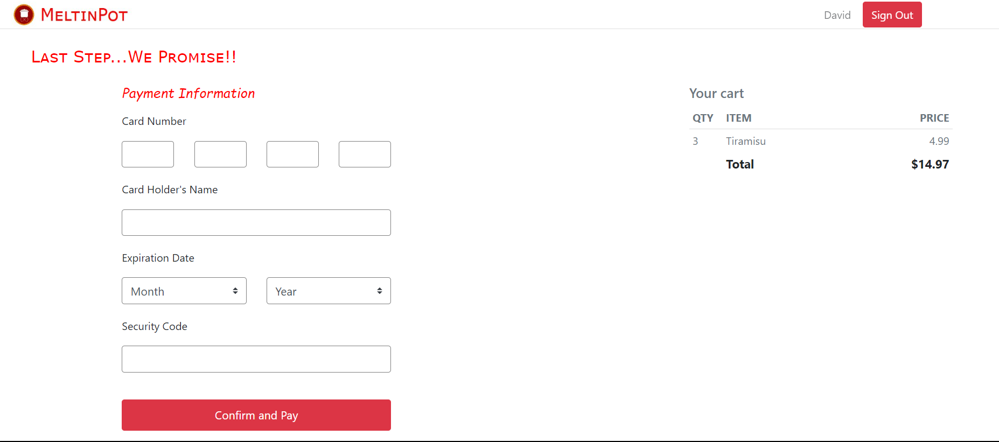 MeltinPot
David
Sign Out
Last Step...We Promise!!
Payment Information
Card Number
Card Holder's Name
Expiration Date
Month
Year
Security Code
Confirm and Pay
Your cart
QTY ITEM PRICE
3 Tiramisu 4.99
Total $14.97